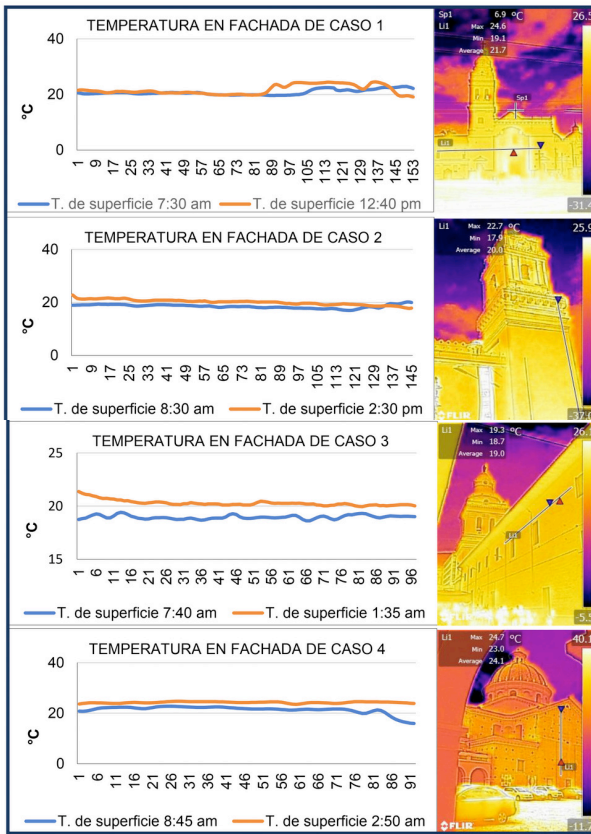 TEMPERATURA EN FACHADA DE CASO 1
40
20
0
°C
1 9 17 25 33 41 49 57 65 73 81 89 97 105 113 121 129 137 145 153
T. de superficie 7:30 am T. de superficie 12:40 pm
Sp1 6.9 °C
Li1 Max 24.6
Min 19.1
Average 21.7
26.5
Sp1
Li1
-31.4
TEMPERATURA EN FACHADA DE CASO 2
40
20
0
°C
1 9 17 25 33 41 49 57 65 73 81 89 97 105 113 121 129 137 145
T. de superficie 8:30 am T. de superficie 2:30 pm
Li1 Max 22.7 °C
Min 17.9
Average 20.0
25.9
FLIR
TEMPERATURA EN FACHADA DE CASO 3
25
20
15
°C
1 6 11 16 21 26 31 36 41 46 51 56 61 66 71 76 81 86 91 96
T. de superficie 7:40 am T. de superficie 1:35 am
Li1 Max 19.3 °C
Min 18.7
Average 19.0
Li1
-5.5
FLIR
TEMPERATURA EN FACHADA DE CASO 4
40
20
0
°C
1 6 11 16 21 26 31 36 41 46 51 56 61 66 71 76 81 86 91
T. de superficie 8:45 am T. de superficie 2:50 am
Li1 Max 24.7 °C
Min 23.0
Average 24.1
40.1
Li1
FLIR